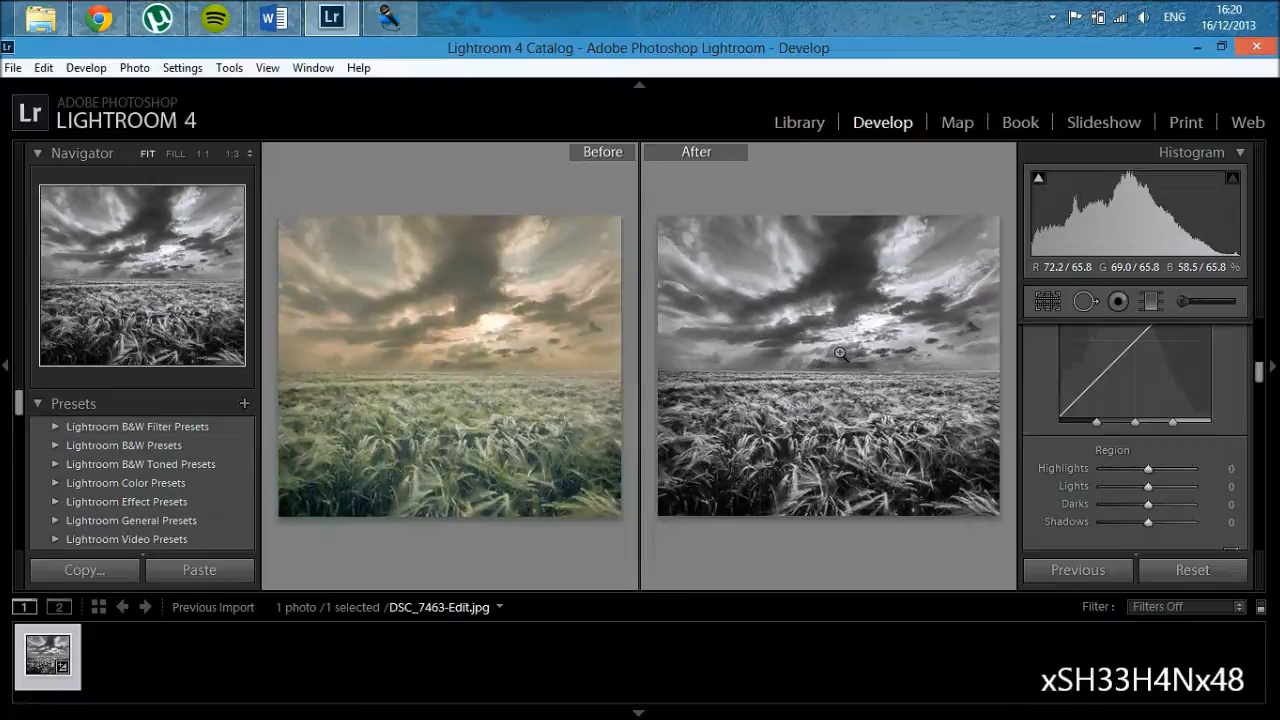 W
Lr
ENG
16:20
16/12/2013
Lr
Lightroom 4 Catalog - Adobe Photoshop Lightroom - Develop
File Edit Develop Photo Settings Tools View Window Help
Lr
ADOBE PHOTOSHOP
LIGHTROOM 4
Library Develop Map Book Slideshow Print Web
Navigator FIT FILL 1:1 1:3
Before
After
Histogram
R 72.2 / 65.8 G 69.0 / 65.8 B 58.5 / 65.8 %
Presets
Lightroom B&W Filter Presets
Lightroom B&W Presets
Lightroom B&W Toned Presets
Lightroom Color Presets
Lightroom Effect Presets
Lightroom General Presets
Lightroom Video Presets
Copy...
Paste
Region
Highlights 0
Lights 0
Darks 0
Shadows 0
Previous
Reset
1 2 Previous Import 1 photo /1 selected /DSC_7463-Edit.jpg
Filter : Filters Off
xSH33H4Nx48